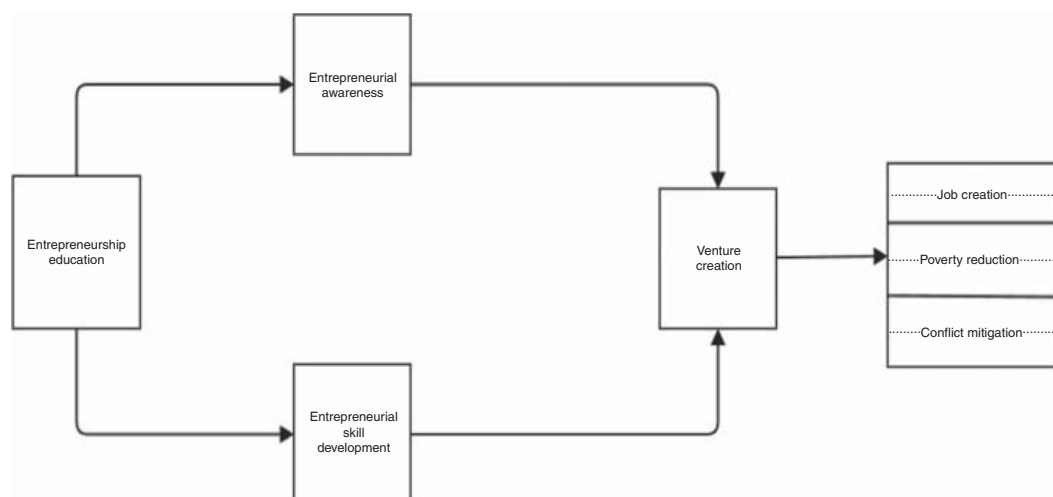 Entrepreneurial
awareness
Entrepreneurship
education
Venture
creation
Job creation
Poverty reduction
Conflict mitigation
Entrepreneurial
skill
development